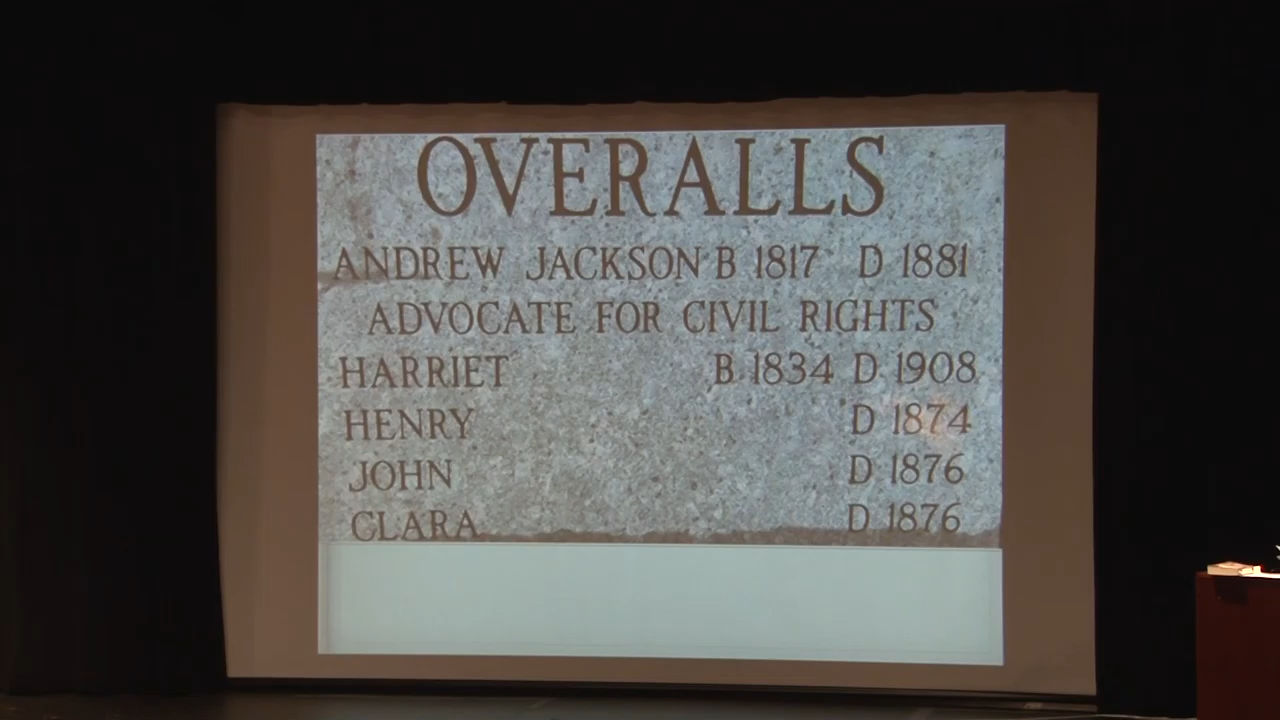 OVERALLS
ANDREW JACKSON B 1817 D 1881
ADVOCATE FOR CIVIL RIGHTS
HARRIET B 1834 D 1908
HENRY D 1874
JOHN D 1876
CLARA D 1876